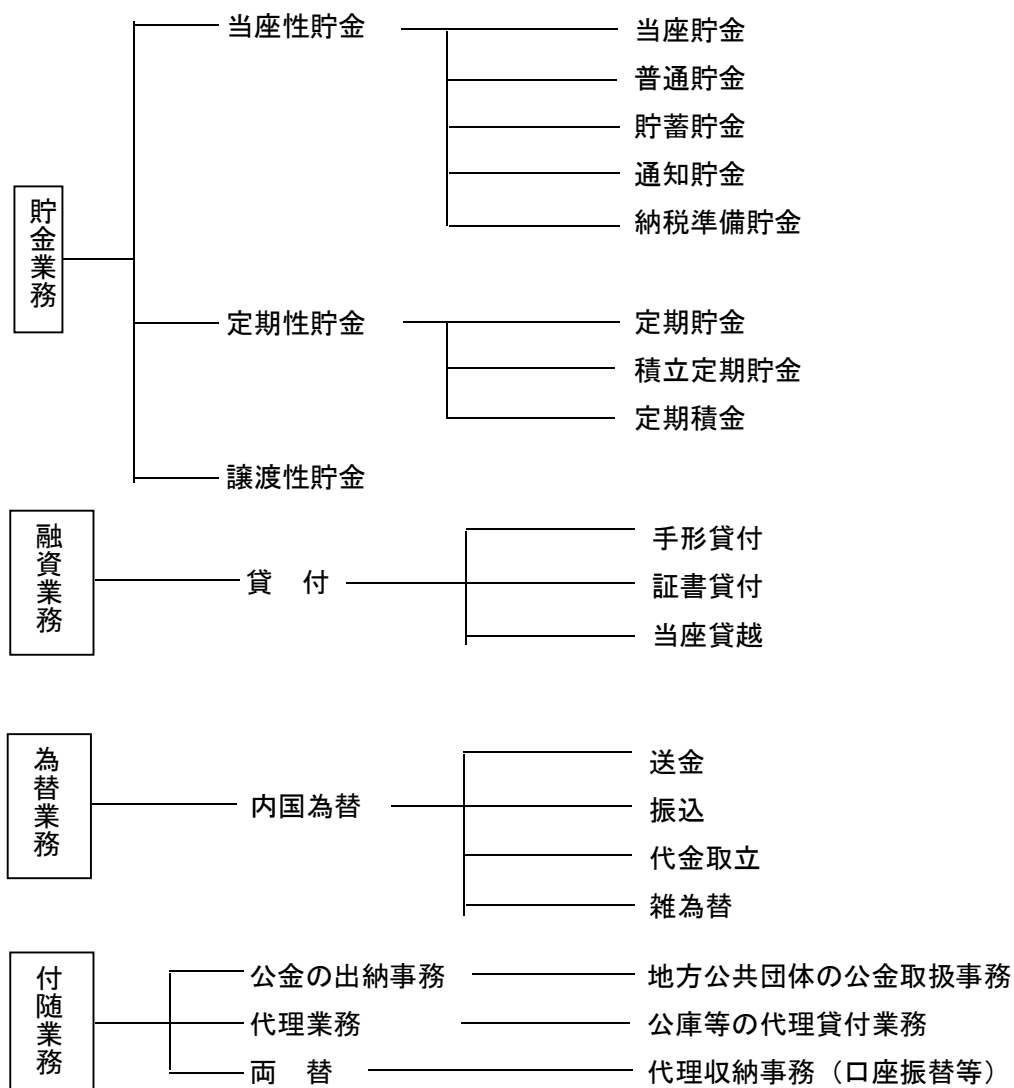 貯金業務
当座性貯金
当座貯金
普通貯金
貯蓄貯金
通知貯金
納税準備貯金
定期性貯金
定期貯金
積立定期貯金
定期積金
譲渡性貯金
融資業務
貸　付
手形貸付
証書貸付
当座貸越
為替業務
内国為替
送金
振込
代金取立
雑為替
付随業務
公金の出納事務
地方公共団体の公金取扱事務
代理業務
公庫等の代理貸付業務
両　替
代理収納事務（口座振替等）